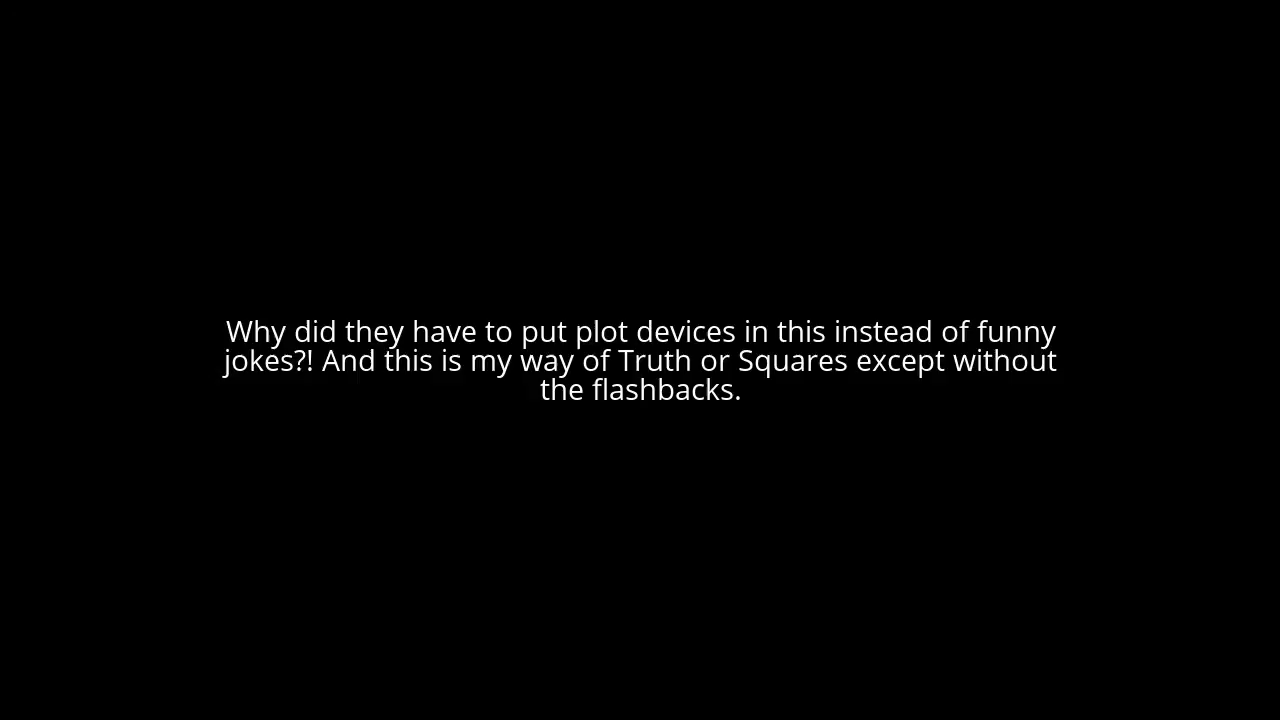 Why did they have to put plot devices in this instead of funny
jokes?! And this is my way of Truth or Squares except without
the flashbacks.